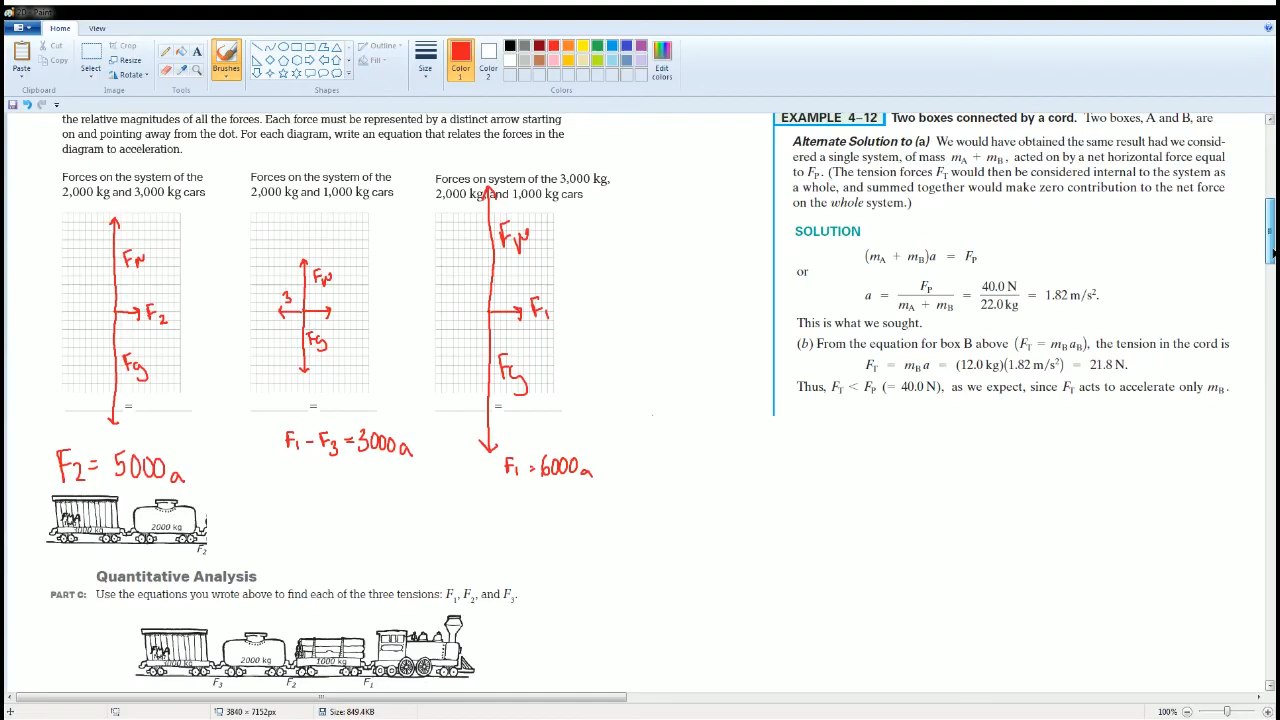 2D - Paint
Home View
Paste
Cut
Copy
Clipboard
Select
Crop
Resize
Rotate
Image
A
Tools
Brushes
Shapes
Outline
Fill
Size
Color
1
Color
2
Edit
colors
Colors
the relative magnitudes of all the forces. Each force must be represented by a distinct arrow starting
on and pointing away from the dot. For each diagram, write an equation that relates the forces in the
diagram to acceleration.
Forces on the system of the
2,000 kg and 3,000 kg cars
FN
F2
Fg
=
F2 = 5000a
Forces on the system of the
2,000 kg and 1,000 kg cars
FN
3
Fg
=
F1 - F3 = 3000a
Forces on system of the 3,000 kg,
2,000 kg, and 1,000 kg cars
FN
F1
Fg
=
F1 = 6000a
3000 kg
2000 kg
F2
Quantitative Analysis
PART C: Use the equations you wrote above to find each of the three tensions: F1, F2, and F3.
3000 kg 2000 kg 1000 kg
F3 F2 F1
EXAMPLE 4–12 Two boxes connected by a cord. Two boxes, A and B, are
Alternate Solution to (a) We would have obtained the same result had we consid-
ered a single system, of mass mA + mB, acted on by a net horizontal force equal
to FP. (The tension forces FT would then be considered internal to the system as
a whole, and summed together would make zero contribution to the net force
on the whole system.)
SOLUTION
(mA + mB)a = FP
or
a = FP / mA + mB = 40.0 N / 22.0 kg = 1.82 m/s².
This is what we sought.
(b) From the equation for box B above (FT = mB aB), the tension in the cord is
FT = mB a = (12.0 kg)(1.82 m/s²) = 21.8 N.
Thus, FT < FP (= 40.0 N), as we expect, since FT acts to accelerate only mB.
3840 × 7152px
Size: 849.4KB
100%